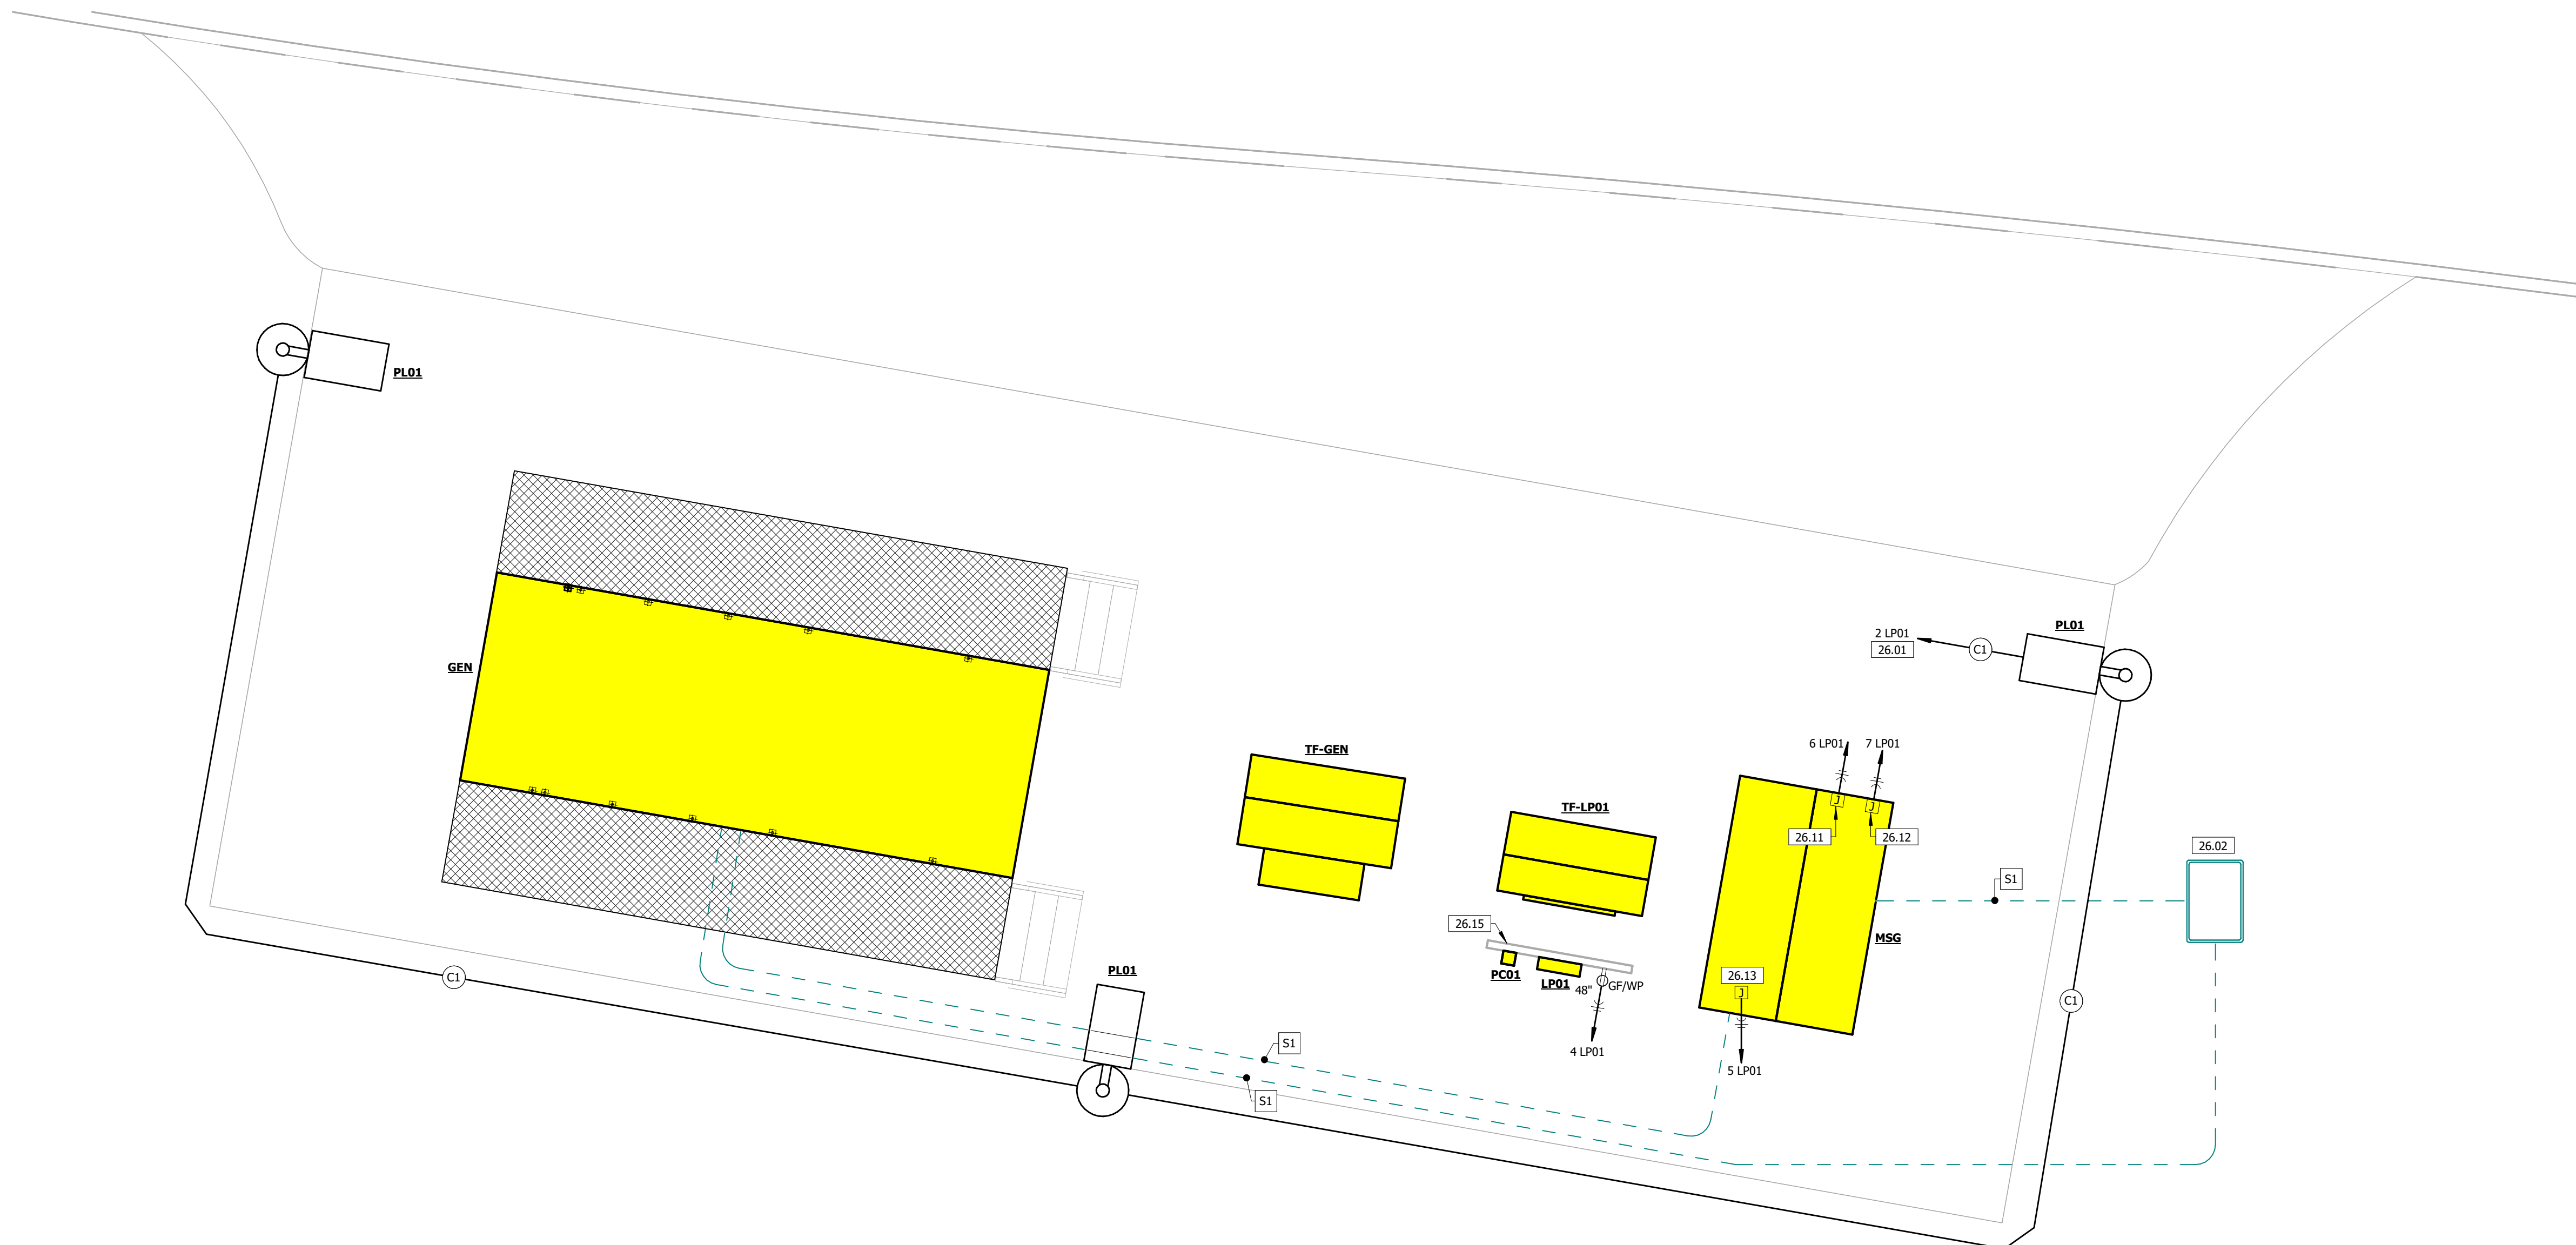 PL01
PL01
2 LP01
C1
26.01
GEN
6 LP01
7 LP01
TF-GEN
J
J
TF-LP01
26.11
26.12
26.02
S1
26.15
MSG
PC01
LP01
48"
GF/WP
26.13
J
PL01
C1
C1
S1
4 LP01
5 LP01
S1